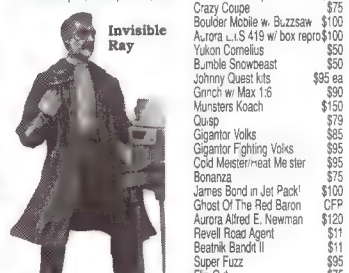 Invisible
Ray
Crazy Coupe $75
Boulder Mobile w/ Buzzsaw $100
Aurora L.I.S 419 w/ box repro $100
Yukon Cornelius $50
Bumble Snowbeast $50
Johnny Quest kits $95 ea
Grinch w/ Max 1:6 $90
Munsters Koach $150
Quisp $79
Gigantor Volks $85
Gigantor Fighting Volks $95
Cold Meister/Heat Meister $95
Bonanza $75
James Bond in Jet Pack! $100
Ghost Of The Red Baron CFP
Aurora Alfred E. Newman $120
Revell Road Agent $11
Beatnik Bandit II $11
Super Fuzz $95